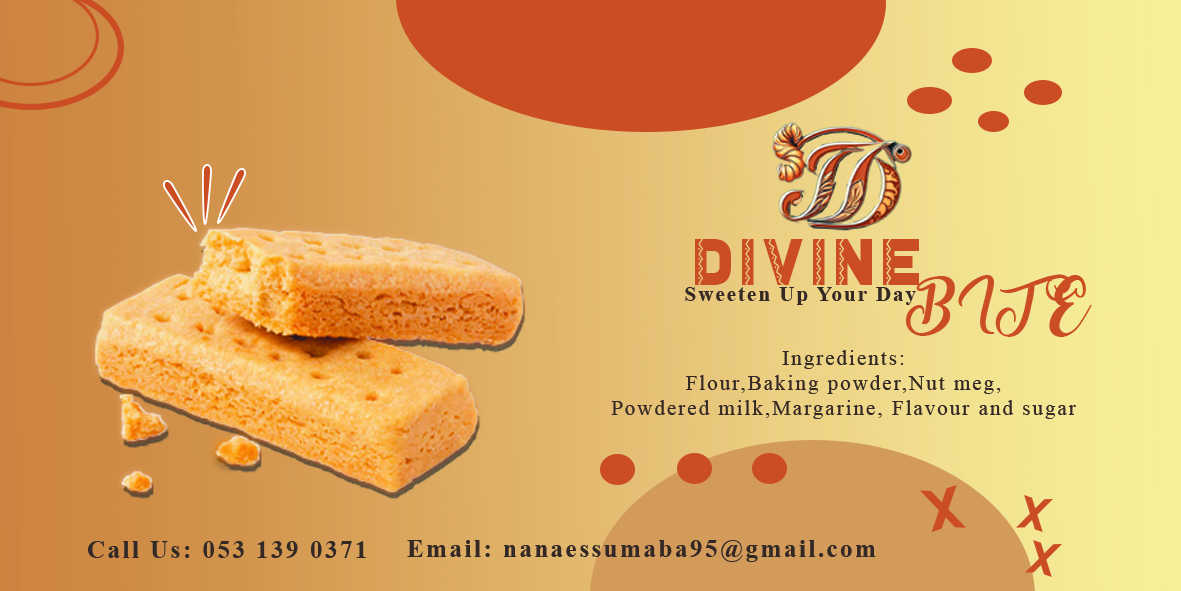 D
DIVINE
Sweeten Up Your Day
BITE
Ingredients:
Flour,Baking powder,Nut meg,
Powdered milk,Margarine, Flavour and sugar
X X
X
Call Us: 053 139 0371 Email: nanaessumaba95@gmail.com